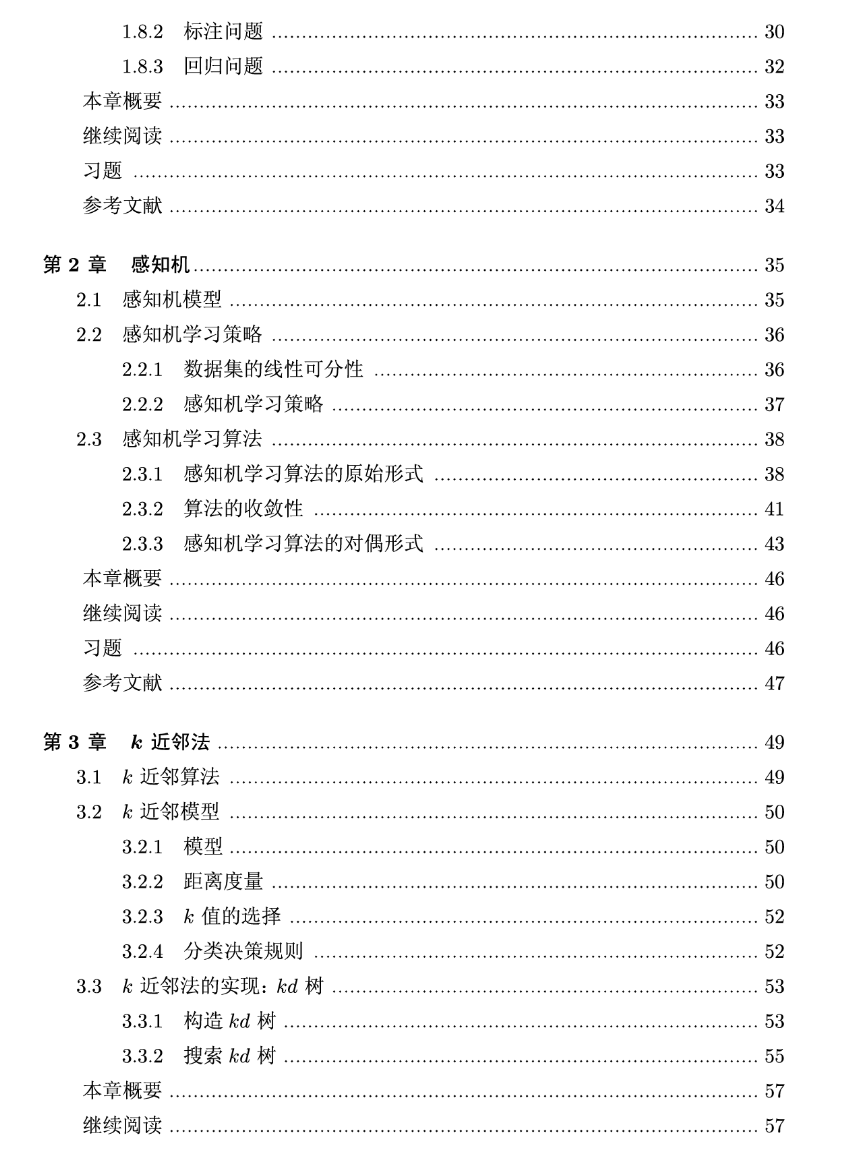 1.8.2 标注问题 ........ 30
1.8.3 回归问题 ........ 32
本章概要 ........ 33
继续阅读 ........ 33
习题 ........ 33
参考文献 ........ 34
第 2 章 感知机 ........ 35
2.1 感知机模型 ........ 35
2.2 感知机学习策略 ........ 36
2.2.1 数据集的线性可分性 ........ 36
2.2.2 感知机学习策略 ........ 37
2.3 感知机学习算法 ........ 38
2.3.1 感知机学习算法的原始形式 ........ 38
2.3.2 算法的收敛性 ........ 41
2.3.3 感知机学习算法的对偶形式 ........ 43
本章概要 ........ 46
继续阅读 ........ 46
习题 ........ 46
参考文献 ........ 47
第 3 章 k 近邻法 ........ 49
3.1 k 近邻算法 ........ 49
3.2 k 近邻模型 ........ 50
3.2.1 模型 ........ 50
3.2.2 距离度量 ........ 50
3.2.3 k 值的选择 ........ 52
3.2.4 分类决策规则 ........ 52
3.3 k 近邻法的实现：kd 树 ........ 53
3.3.1 构造 kd 树 ........ 53
3.3.2 搜索 kd 树 ........ 55
本章概要 ........ 57
继续阅读 ........ 57